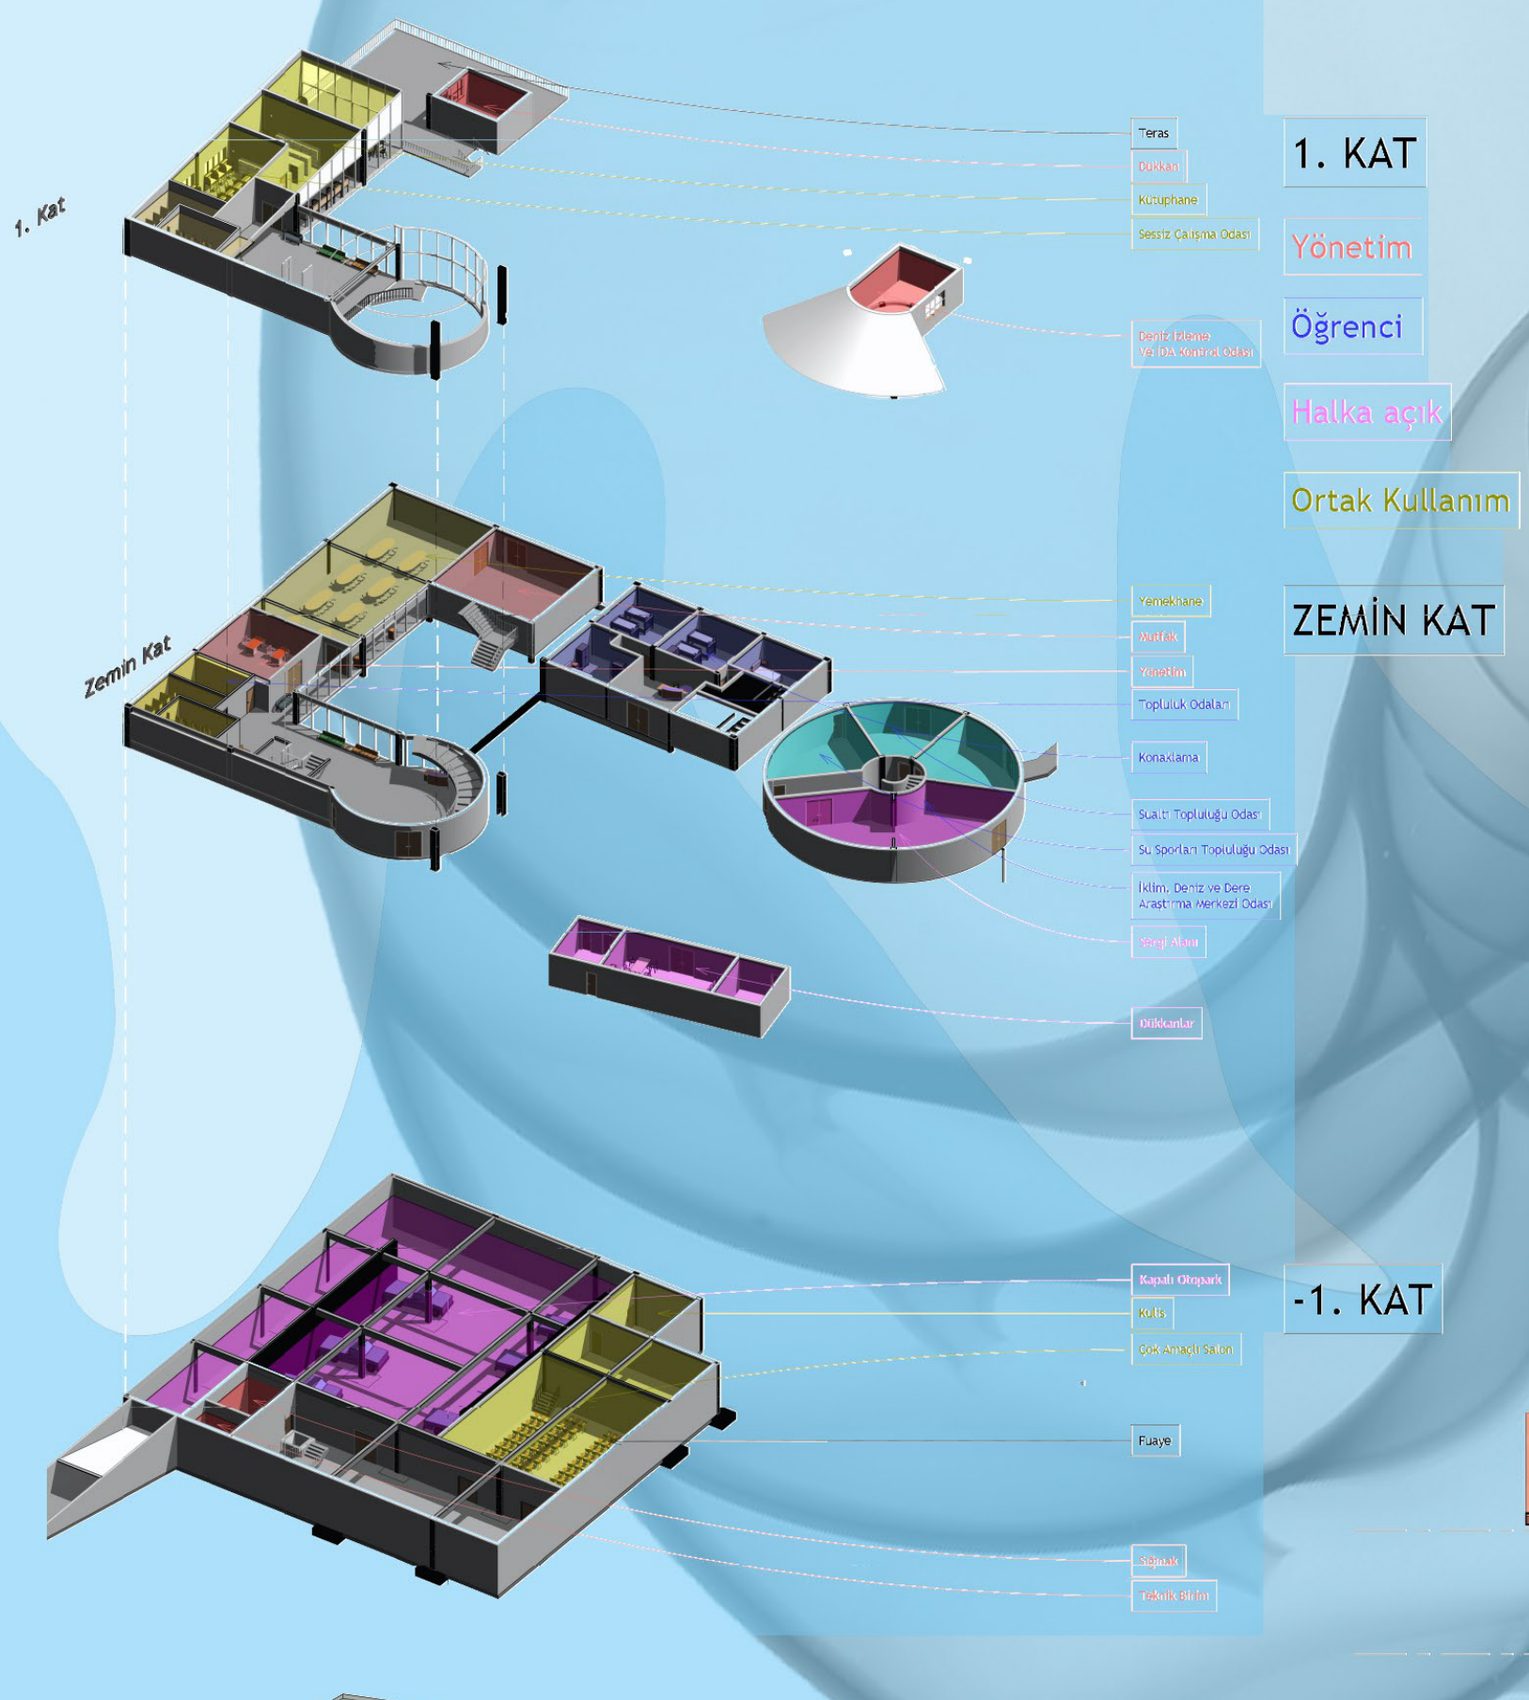 1. Kat
Teras
Dükkan
Kütüphane
Sessiz Çalışma Odası
Deniz İzleme
Ve İDA Kontrol Odası
1. KAT
Yönetim
Öğrenci
Halka açık
Ortak Kullanım
Zemin Kat
Yemekhane
Mutfak
Yönetim
Topluluk Odaları
Konaklama
Sualtı Topluluğu Odası
Su Sporları Topluluğu Odası
İklim, Deniz ve Dere
Araştırma Merkezi Odası
Sergi Alanı
Dükkanlar
ZEMİN KAT
Kapalı Otopark
Kulis
Çok Amaçlı Salon
Fuaye
Sığınak
Teknik Birim
-1. KAT